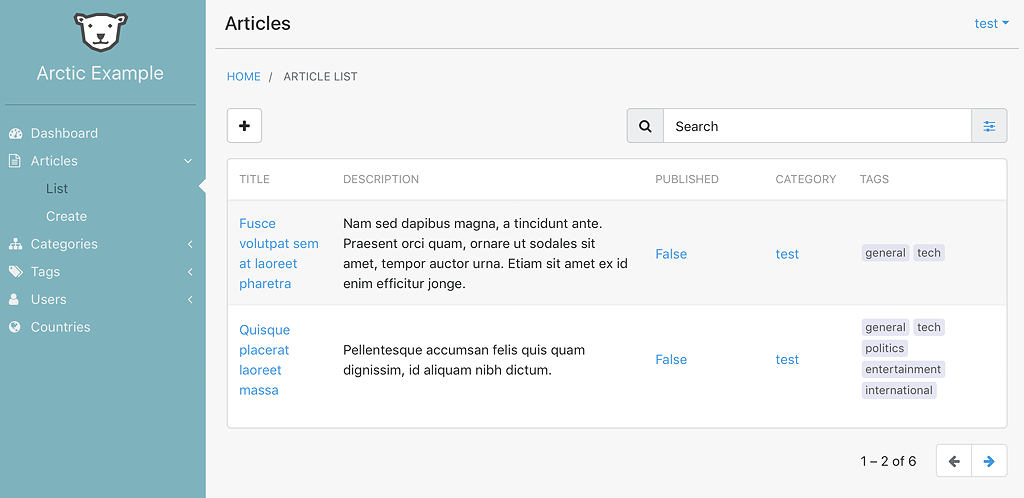 Arctic Example
Dashboard
Articles
List
Create
Categories
Tags
Users
Countries
Articles
test
HOME / ARTICLE LIST
Search
TITLE DESCRIPTION PUBLISHED CATEGORY TAGS
Fusce
volutpat sem
at laoreet
pharetra
Nam sed dapibus magna, a tincidunt ante.
Praesent orci quam, ornare ut sodales sit
amet, tempor auctor urna. Etiam sit amet ex id
enim efficitur jonge.
False
test
general tech
Quisque
placerat
laoreet
massa
Pellentesque accumsan felis quis quam
dignissim, id aliquam nibh dictum.
False
test
general tech
politics
entertainment
international
1 – 2 of 6